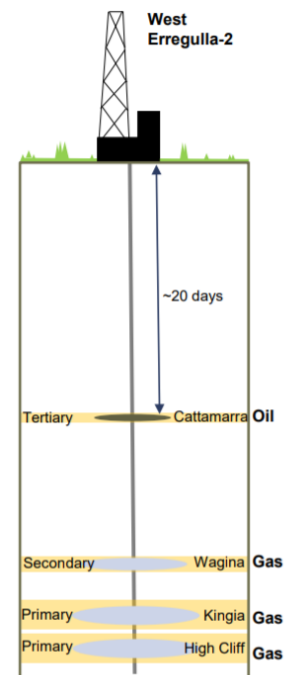 West
Erregulla-2
~20 days
Tertiary Cattamarra Oil
Secondary Wagina Gas
Primary Kingia Gas
Primary High Cliff Gas